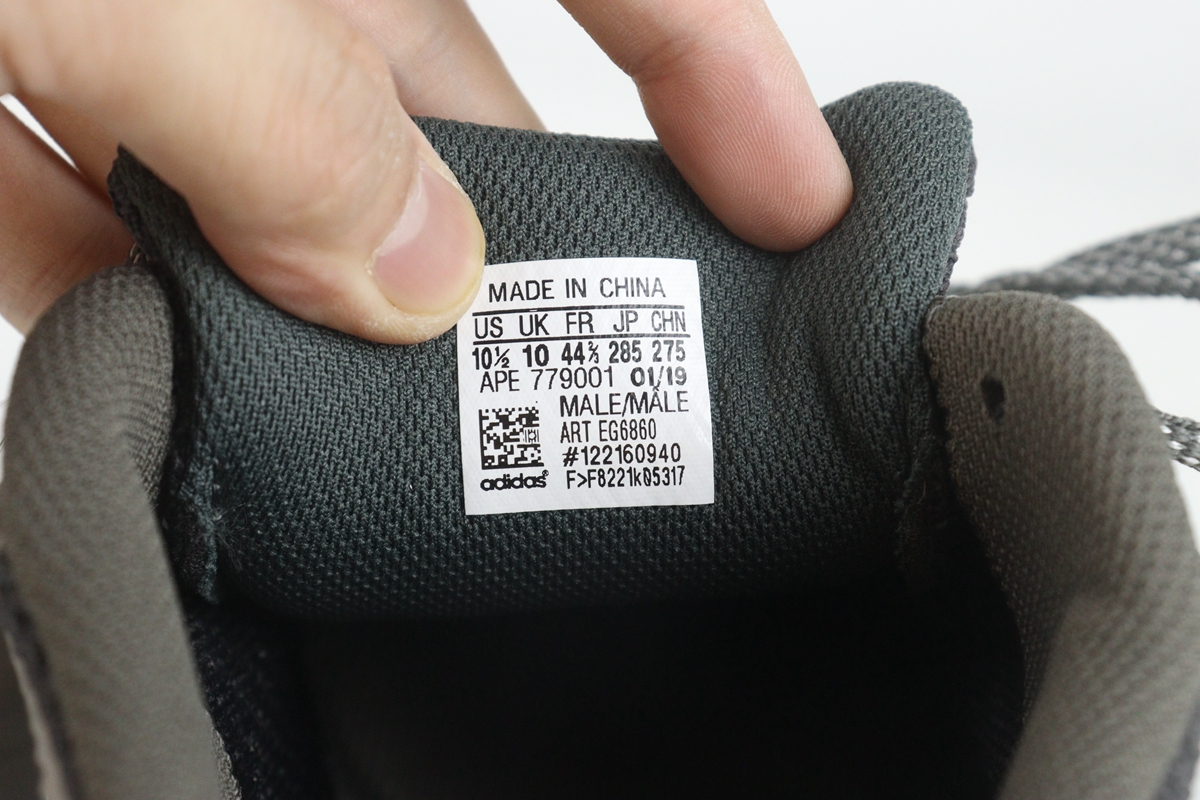 MADE IN CHINA
US UK FR JP CHN
10½ 10 44⅔ 285 275
APE 779001 01/19
MALE/MÂLE
ART EG6860
#122160940
adidas® F>F8221k05317